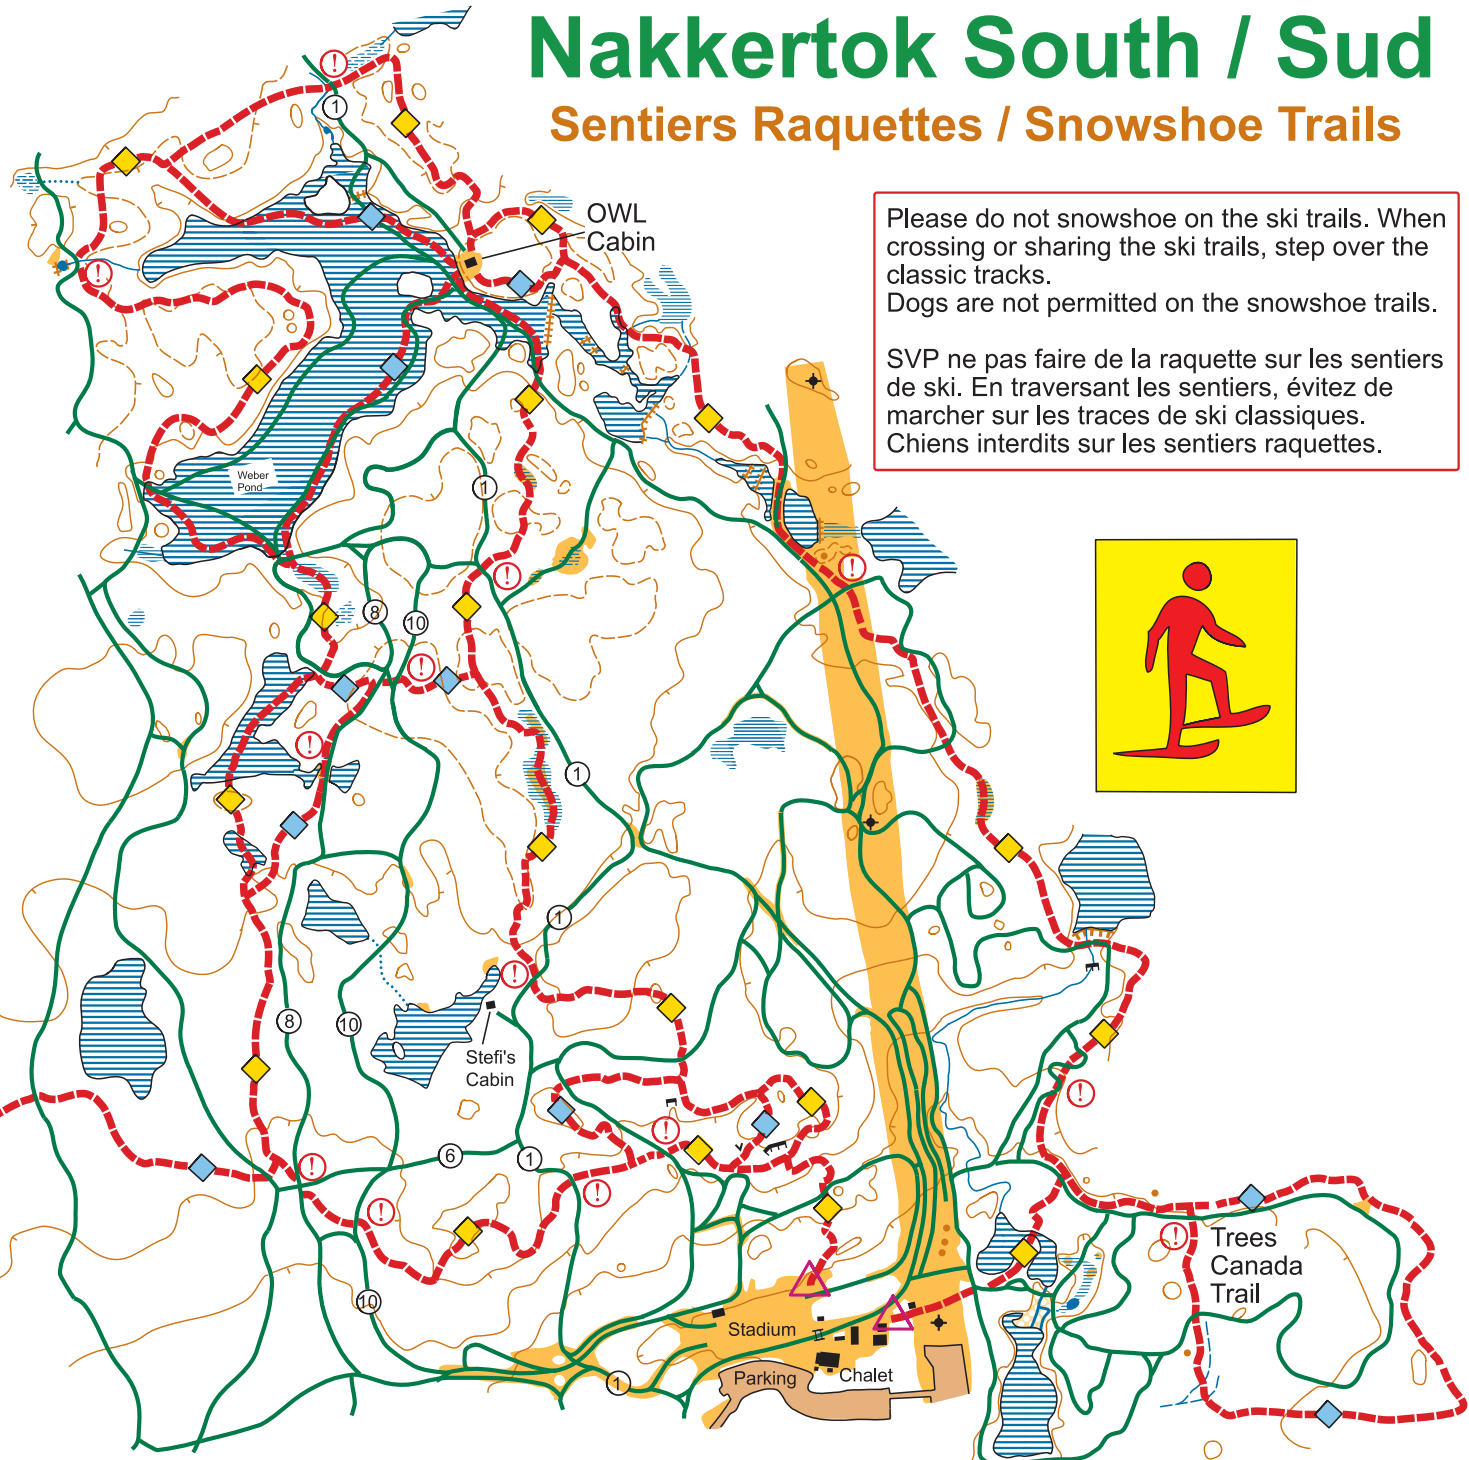 Nakkertok South / Sud
Sentiers Raquettes / Snowshoe Trails
!
1
OWL
Cabin
Please do not snowshoe on the ski trails. When
crossing or sharing the ski trails, step over the
classic tracks.
Dogs are not permitted on the snowshoe trails.
SVP ne pas faire de la raquette sur les sentiers
de ski. En traversant les sentiers, évitez de
marcher sur les traces de ski classiques.
Chiens interdits sur les sentiers raquettes.
!
Weber
Pond
1
!
!
8
10
!
!
1
1
!
8
10
Stefi's
Cabin
!
!
6
1
!
!
!
!
Trees
Canada
Trail
10
Stadium
Parking
Chalet
1